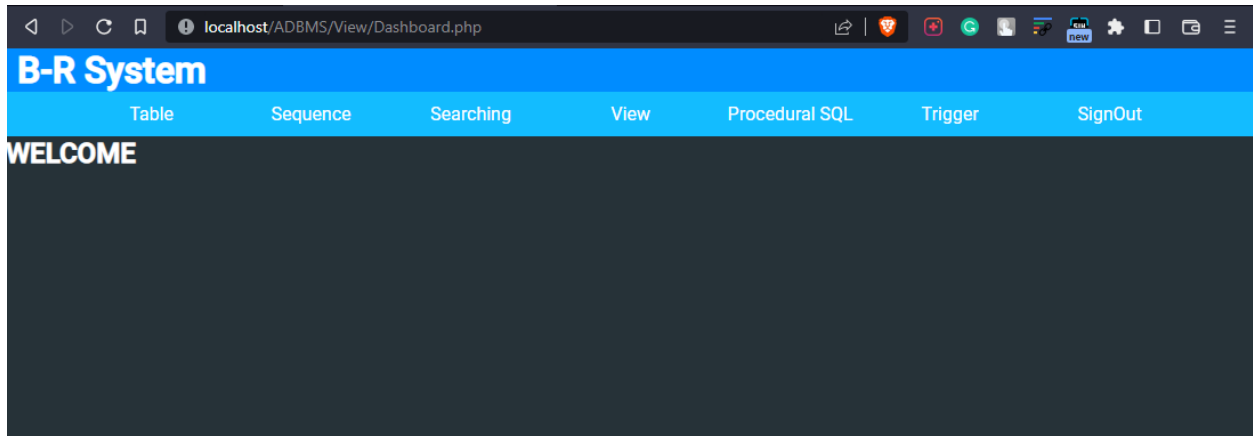 localhost/ADBMS/View/Dashboard.php
new
B-R System
Table Sequence Searching View Procedural SQL Trigger SignOut
WELCOME